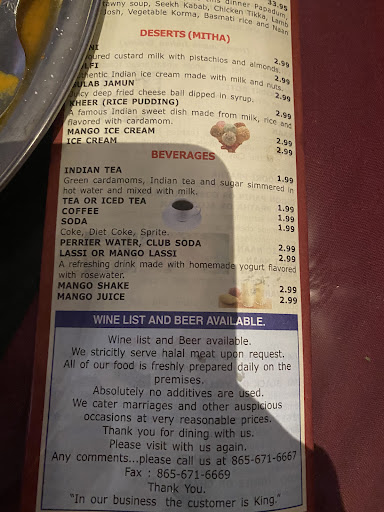 s dinner Papadum,
awny soup, Seekh Kabab, Chicken Tikka, Lamb
Josh, Vegetable Korma, Basmati rice and Naan
33.95
DESERTS (MITHA)
NI
oured custard milk with pistachios and almonds. 2.99
LFI
thentic Indian ice cream made with milk and nuts. 2.99
ULAB JAMUN
Juicy deep fried cheese ball dipped in syrup. 2.99
KHEER (RICE PUDDING) 2.99
A famous Indian sweet dish made from milk, rice and
flavored with cardamom.
MANGO ICE CREAM 2.99
ICE CREAM 2.99
BEVERAGES
INDIAN TEA 1.99
Green cardamoms, Indian tea and sugar simmered in
hot water and mixed with milk.
TEA OR ICED TEA 1.99
COFFEE 1.99
SODA 1.99
Coke, Diet Coke, Sprite.
PERRIER WATER, CLUB SODA 2.99
LASSI OR MANGO LASSI 2.99
A refreshing drink made with homemade yogurt flavored
with rosewater.
MANGO SHAKE 2.99
MANGO JUICE 2.99
WINE LIST AND BEER AVAILABLE.
Wine list and Beer available.
We strictly serve halal meat upon request.
All of our food is freshly prepared daily on the
premises.
Absolutely no additives are used.
We cater marriages and other auspicious
occasions at very reasonable prices.
Thank you for dining with us.
Please visit with us again.
Any comments...please call us at 865-671-6667
Fax : 865-671-6669
Thank You.
"In our business the customer is King."